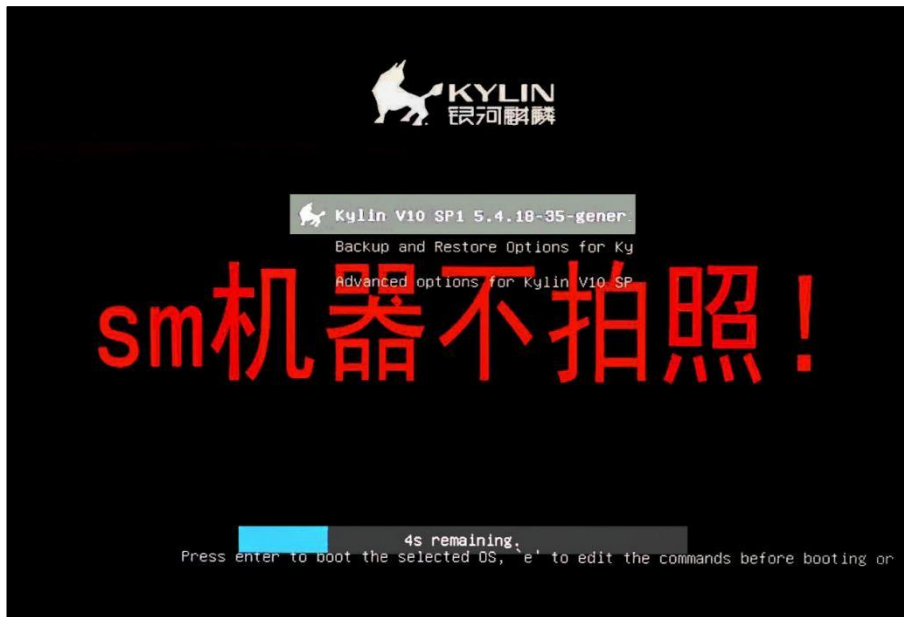 KYLIN
银河麒麟
Kylin V10 SP1 5.4.18-35-gener.
Backup and Restore Options for Ky
Advanced options for Kylin V10 SP
sm机器不拍照！
4s remaining.
Press enter to boot the selected OS, `e' to edit the commands before booting or